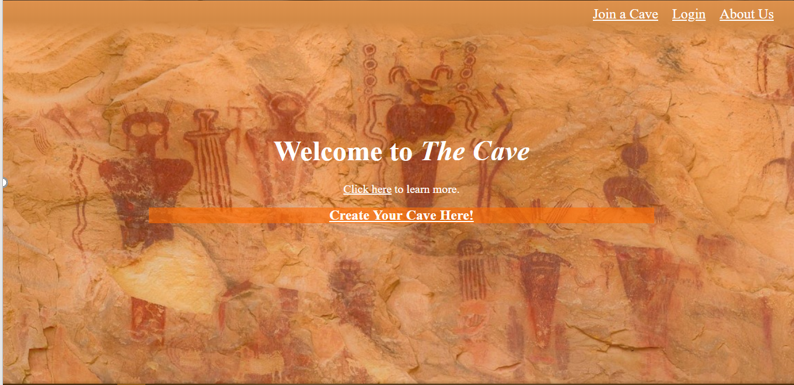 Join a Cave Login About Us
Welcome to The Cave
Click here to learn more.
Create Your Cave Here!